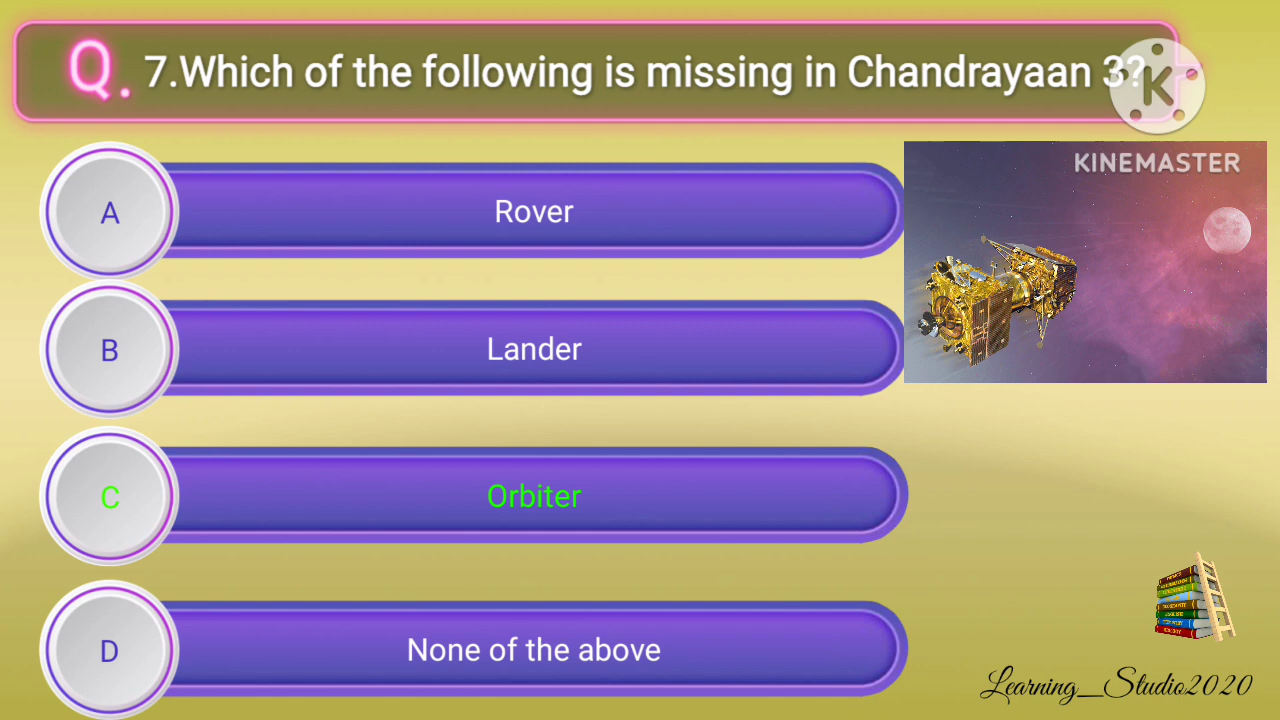 Q. 7.Which of the following is missing in Chandrayaan 3?
K
KINEMASTER
A Rover
B Lander
C Orbiter
D None of the above
Learning_Studio2020